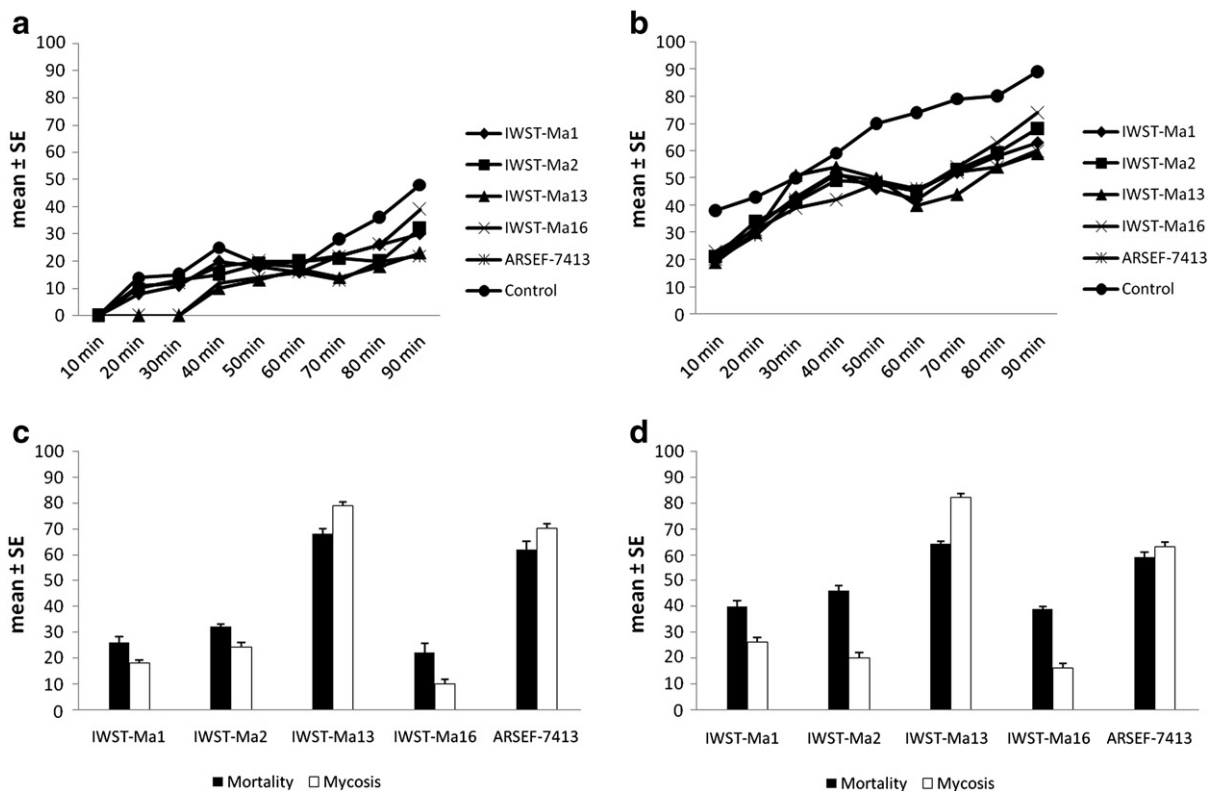 a
100
90
80
70
60
50
40
30
20
10
0
mean ± SE
10 min
20 min
30min
40 min
50 min
60 min
70 min
80 min
90 min
IWST-Ma1
IWST-Ma2
IWST-Ma13
IWST-Ma16
ARSEF-7413
Control
b
100
90
80
70
60
50
40
30
20
10
0
mean ± SE
10 min
20 min
30 min
40 min
50 min
60 min
70 min
80 min
90 min
IWST-Ma1
IWST-Ma2
IWST-Ma13
IWST-Ma16
ARSEF-7413
Control
c
100
90
80
70
60
50
40
30
20
10
0
mean ± SE
IWST-Ma1 IWST-Ma2 IWST-Ma13 IWST-Ma16 ARSEF-7413
Mortality Mycosis
d
100
90
80
70
60
50
40
30
20
10
0
mean ± SE
IWST-Ma1 IWST-Ma2 IWST-Ma13 IWST-Ma16 ARSEF-7413
Mortality Mycosis